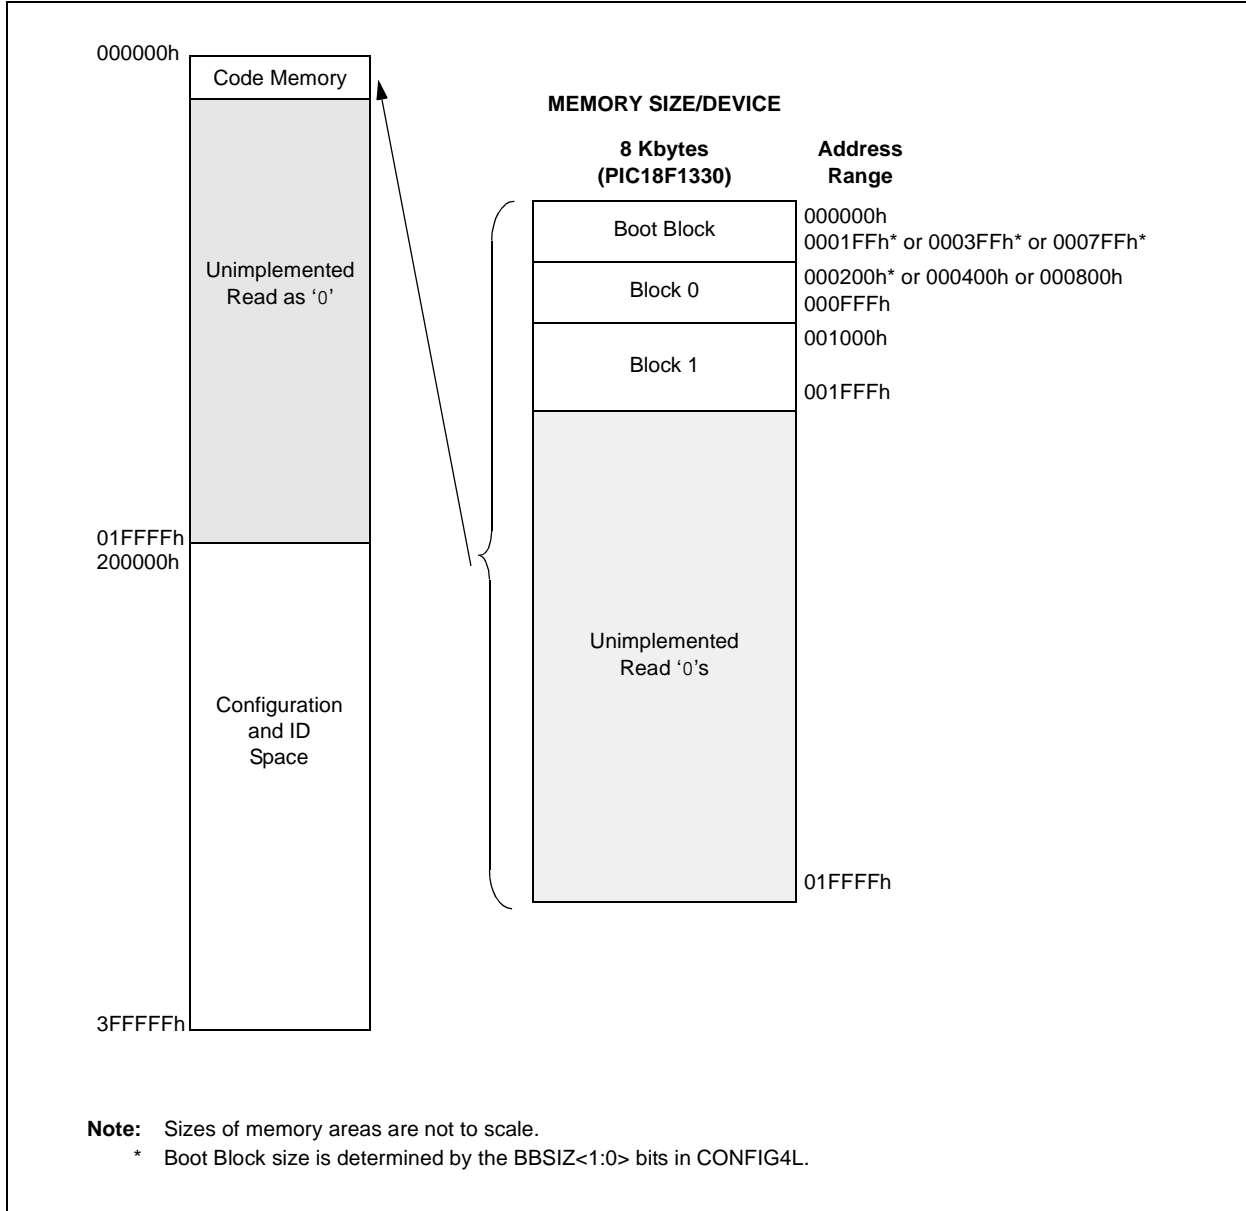 000000h
Code Memory
Unimplemented
Read as ‘0’
01FFFFh
200000h
Configuration
and ID
Space
3FFFFFh
MEMORY SIZE/DEVICE
8 Kbytes
(PIC18F1330)
Address
Range
Boot Block
000000h
0001FFh* or 0003FFh* or 0007FFh*
Block 0
000200h* or 000400h or 000800h
000FFFh
Block 1
001000h
001FFFh
Unimplemented
Read ‘0’s
01FFFFh
Note: Sizes of memory areas are not to scale.
* Boot Block size is determined by the BBSIZ<1:0> bits in CONFIG4L.